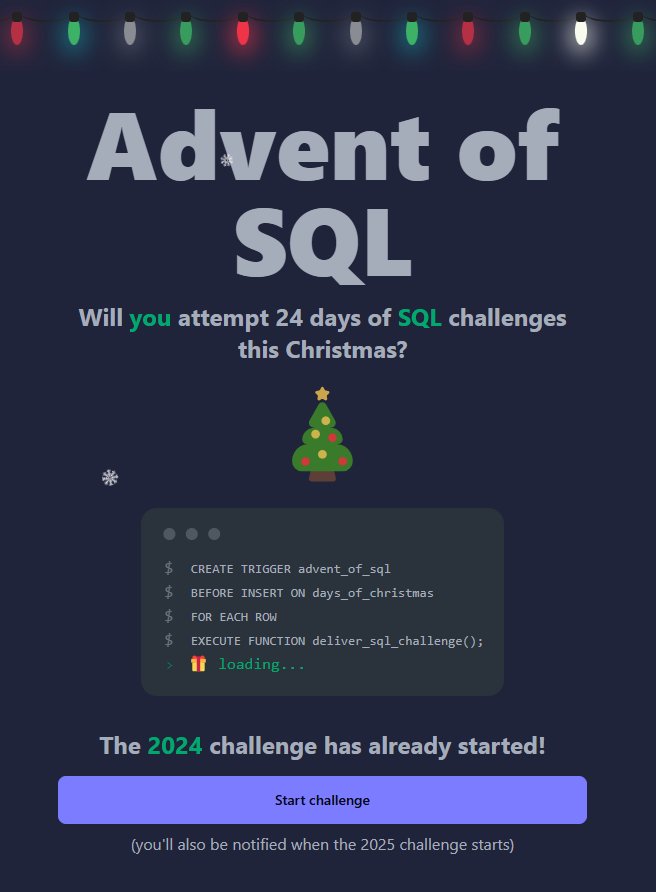 Advent of
SQL
Will you attempt 24 days of SQL challenges
this Christmas?
$ CREATE TRIGGER advent_of_sql
$ BEFORE INSERT ON days_of_christmas
$ FOR EACH ROW
$ EXECUTE FUNCTION deliver_sql_challenge();
> 🎁 loading...
The 2024 challenge has already started!
Start challenge
(you'll also be notified when the 2025 challenge starts)